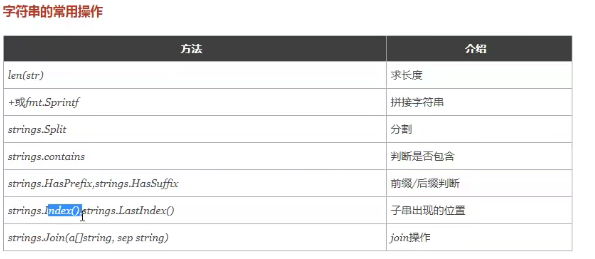 字符串的常用操作
方法 介绍
len(str) 求长度
+或fmt.Sprintf 拼接字符串
strings.Split 分割
strings.contains 判断是否包含
strings.HasPrefix,strings.HasSuffix 前缀/后缀判断
strings.Index(),strings.LastIndex() 子串出现的位置
strings.Join(a[]string, sep string) join操作